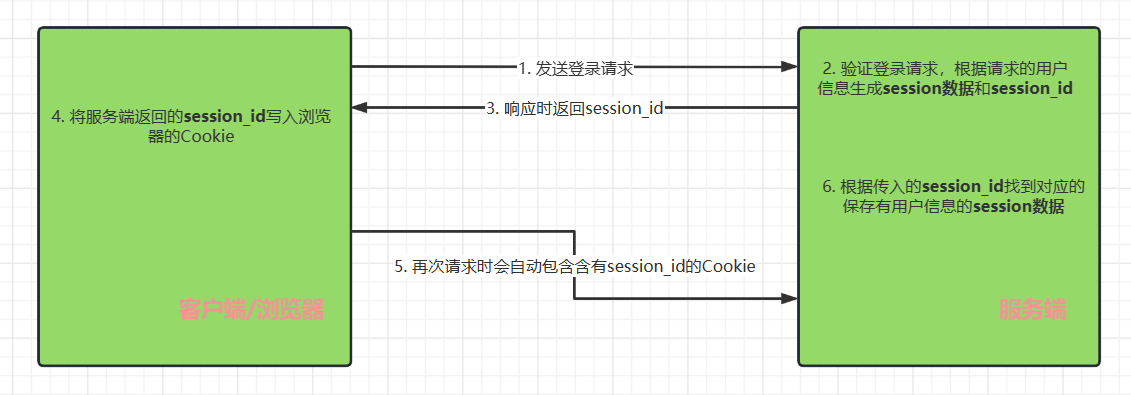 1. 发送登录请求
2. 验证登录请求，根据请求的用户
信息生成session数据和session_id
3. 响应时返回session_id
4. 将服务端返回的session_id写入浏览
器的Cookie
6. 根据传入的session_id找到对应的
保存有用户信息的session数据
5. 再次请求时会自动包含含有session_id的Cookie
客户端/浏览器
服务端